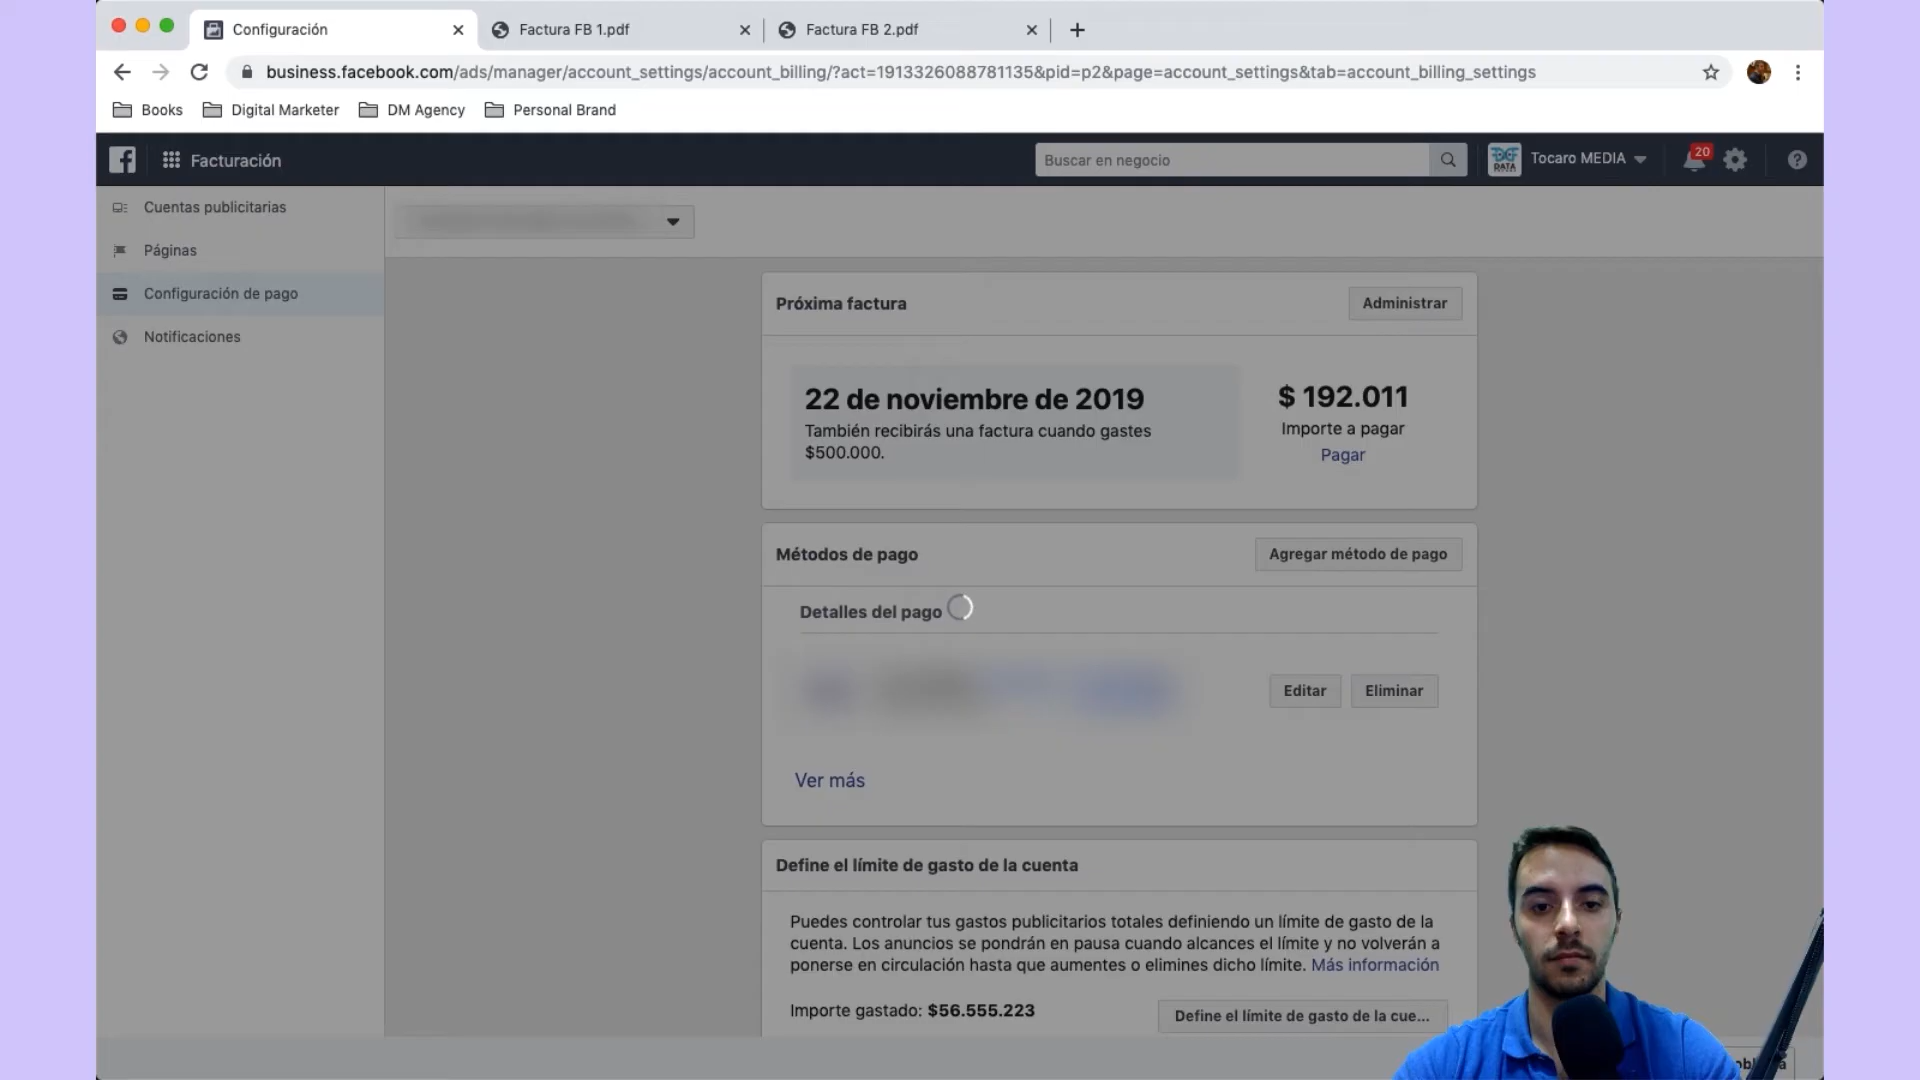 Configuración
Factura FB 1.pdf
Factura FB 2.pdf
business.facebook.com/ads/manager/account_settings/account_billing/?act=1913326088781135&pid=p2&page=account_settings&tab=account_billing_settings
Books
Digital Marketer
DM Agency
Personal Brand
Facturación
Buscar en negocio
DATA
Tocaro MEDIA
20
Cuentas publicitarias
Páginas
Configuración de pago
Notificaciones
Próxima factura
Administrar
22 de noviembre de 2019
También recibirás una factura cuando gastes
$500.000.
$ 192.011
Importe a pagar
Pagar
Métodos de pago
Agregar método de pago
Detalles del pago
Editar
Eliminar
Ver más
Define el límite de gasto de la cuenta
Puedes controlar tus gastos publicitarios totales definiendo un límite de gasto de la
cuenta. Los anuncios se pondrán en pausa cuando alcances el límite y no volverán a
ponerse en circulación hasta que aumentes o elimines dicho límite. Más información
Importe gastado: $56.555.223
Define el límite de gasto de la cue...